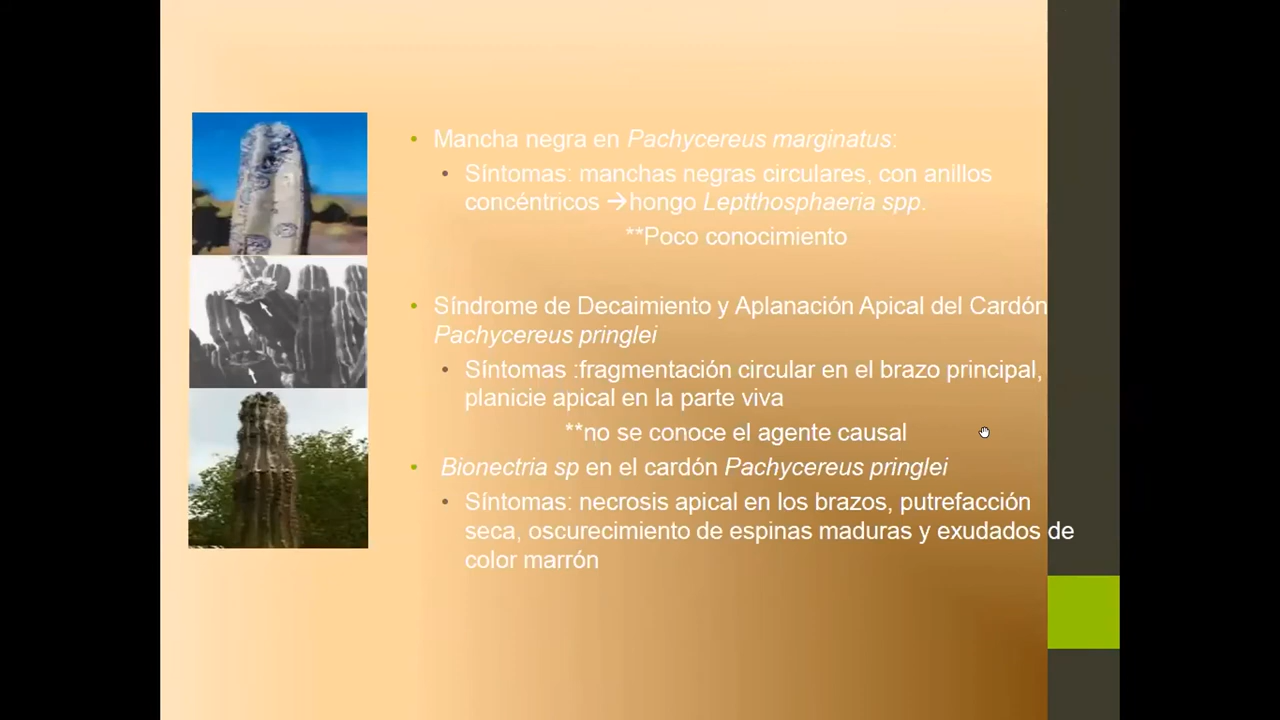 • Mancha negra en Pachycereus marginatus:
• Síntomas: manchas negras circulares, con anillos
concéntricos →hongo Leptthosphaeria spp.
**Poco conocimiento
• Síndrome de Decaimiento y Aplanación Apical del Cardón
Pachycereus pringlei
• Síntomas :fragmentación circular en el brazo principal,
planicie apical en la parte viva
**no se conoce el agente causal
• Bionectria sp en el cardón Pachycereus pringlei
• Síntomas: necrosis apical en los brazos, putrefacción
seca, oscurecimiento de espinas maduras y exudados de
color marrón